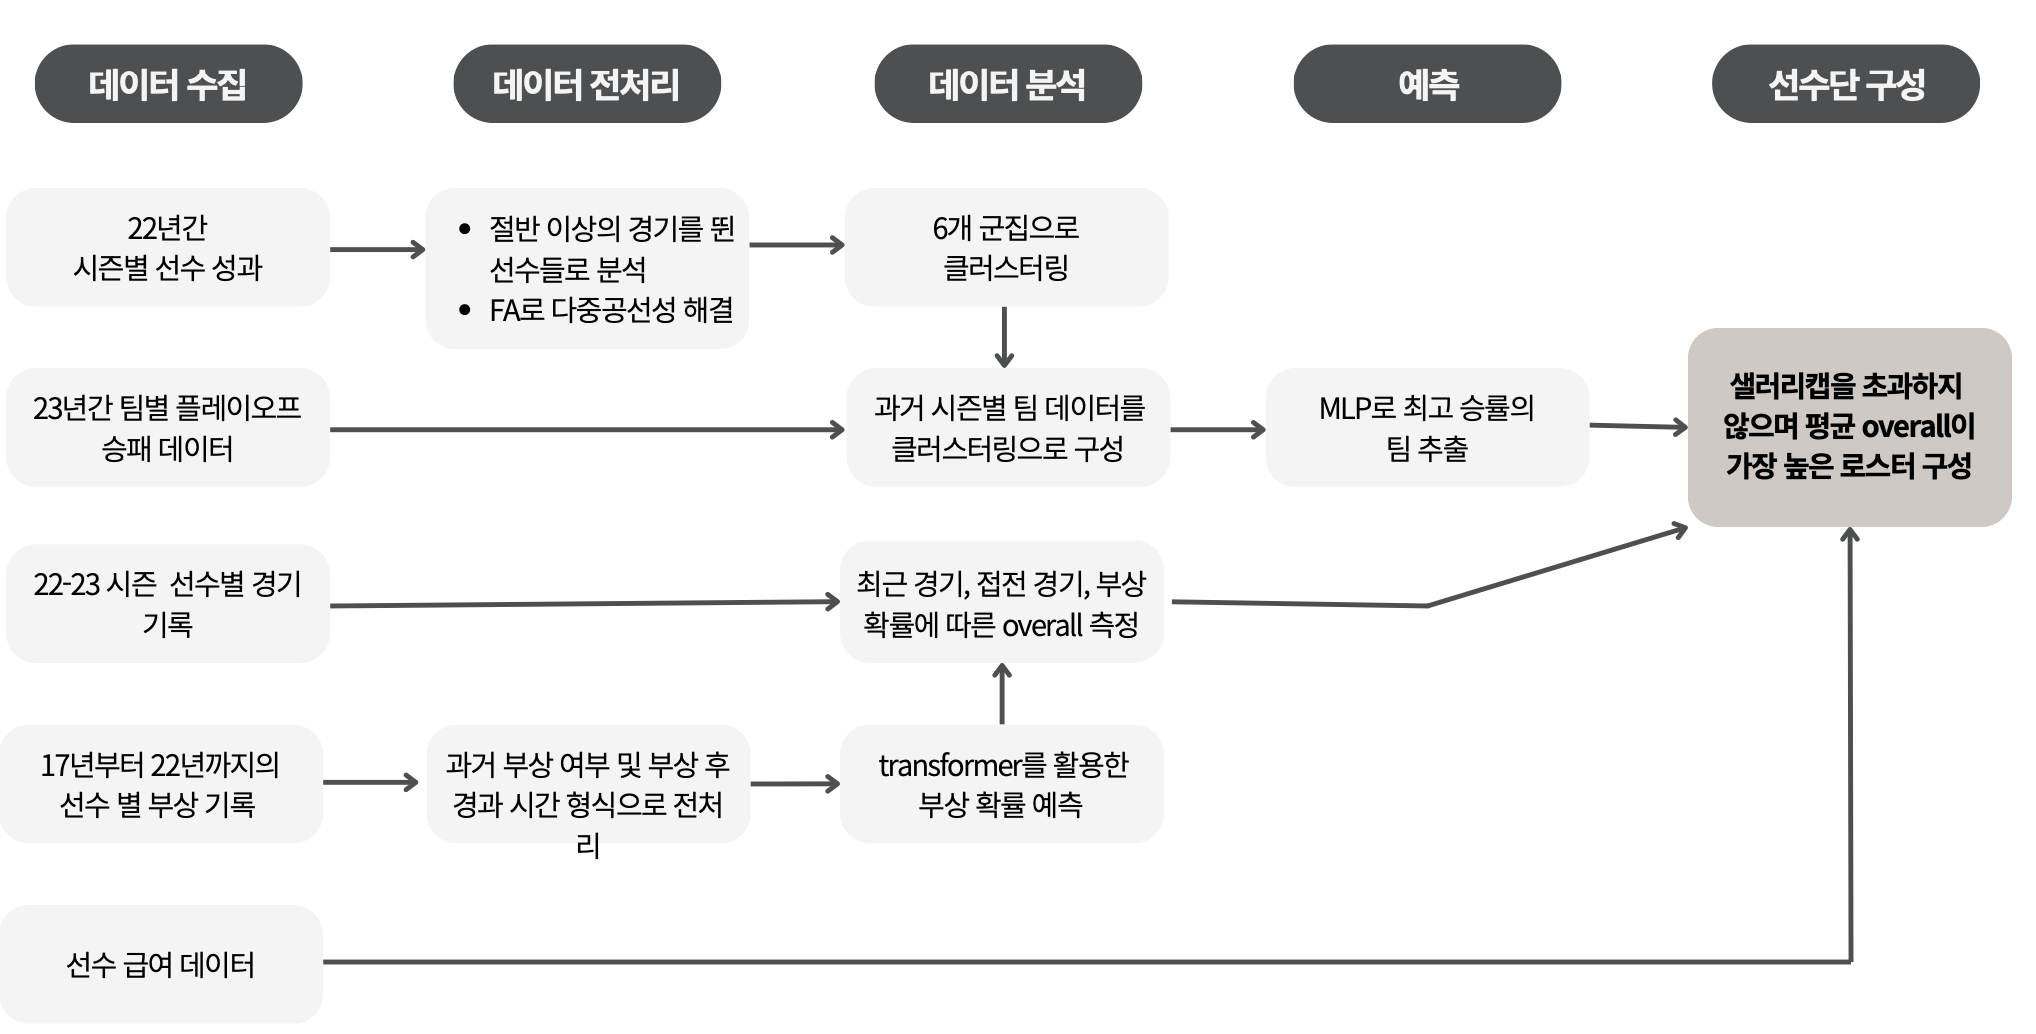 데이터 수집
데이터 전처리
데이터 분석
예측
선수단 구성
22년간
시즌별 선수 성과
• 절반 이상의 경기를 뛴
선수들로 분석
• FA로 다중공선성 해결
6개 군집으로
클러스터링
23년간 팀별 플레이오프
승패 데이터
과거 시즌별 팀 데이터를
클러스터링으로 구성
MLP로 최고 승률의
팀 추출
샐러리캡을 초과하지
않으며 평균 overall이
가장 높은 로스터 구성
22-23 시즌 선수별 경기
기록
최근 경기, 접전 경기, 부상
확률에 따른 overall 측정
17년부터 22년까지의
선수 별 부상 기록
과거 부상 여부 및 부상 후
경과 시간 형식으로 전처
리
transformer를 활용한
부상 확률 예측
선수 급여 데이터